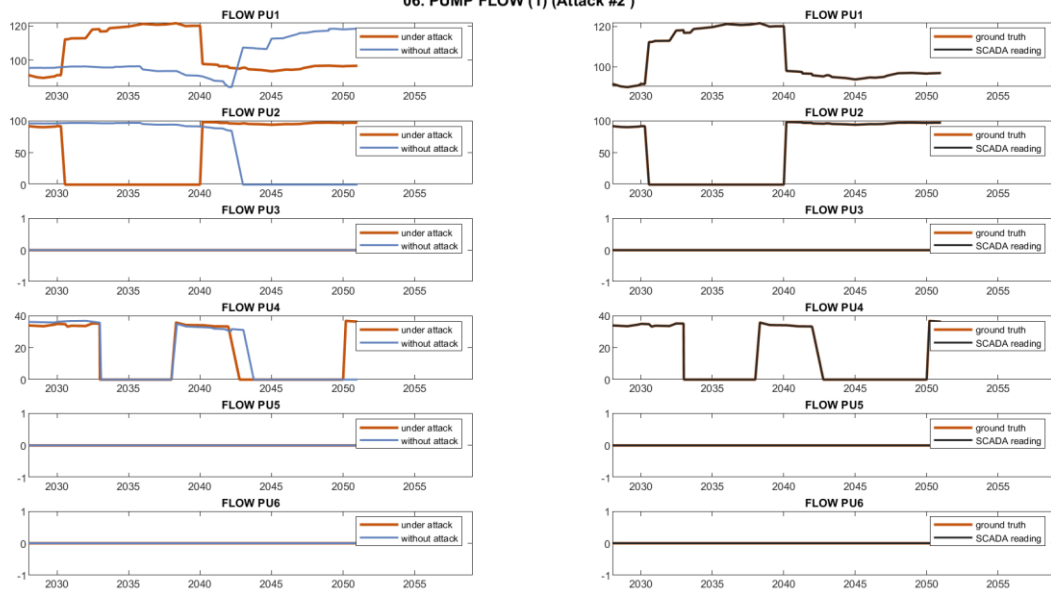 06. PUMP FLOW (1) (Attack #2 )
FLOW PU1
120
100
under attack
without attack
2030 2035 2040 2045 2050 2055
FLOW PU1
120
100
ground truth
SCADA reading
2030 2035 2040 2045 2050 2055
FLOW PU2
100
50
0
under attack
without attack
2030 2035 2040 2045 2050 2055
FLOW PU2
100
50
0
ground truth
SCADA reading
2030 2035 2040 2045 2050 2055
FLOW PU3
1
0
-1
under attack
without attack
2030 2035 2040 2045 2050 2055
FLOW PU3
1
0
-1
ground truth
SCADA reading
2030 2035 2040 2045 2050 2055
FLOW PU4
40
20
0
under attack
without attack
2030 2035 2040 2045 2050 2055
FLOW PU4
40
20
0
ground truth
SCADA reading
2030 2035 2040 2045 2050 2055
FLOW PU5
1
0
-1
under attack
without attack
2030 2035 2040 2045 2050 2055
FLOW PU5
1
0
-1
ground truth
SCADA reading
2030 2035 2040 2045 2050 2055
FLOW PU6
1
0
-1
under attack
without attack
2030 2035 2040 2045 2050 2055
FLOW PU6
1
0
-1
ground truth
SCADA reading
2030 2035 2040 2045 2050 2055